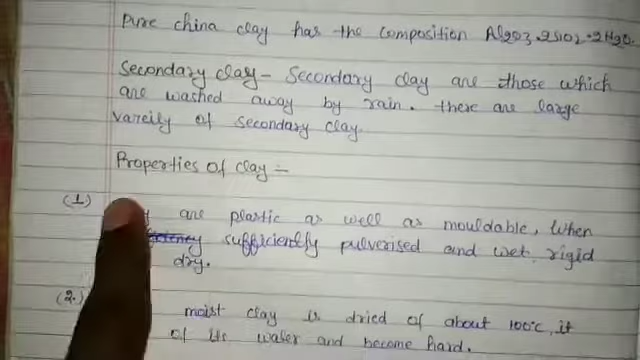 Pure china clay has the composition Al2O3.2SiO2.2H2O.
Secondary clay - Secondary clay are those which
are washed away by rain. there are large
vareily of secondary clay.
Properties of clay :-
(1) are plastic as well as mouldable, when
sufficiently pulverised and wet, rigid
dry.
(2.) moist clay is dried of about 100°C, it
of its water and become hard.